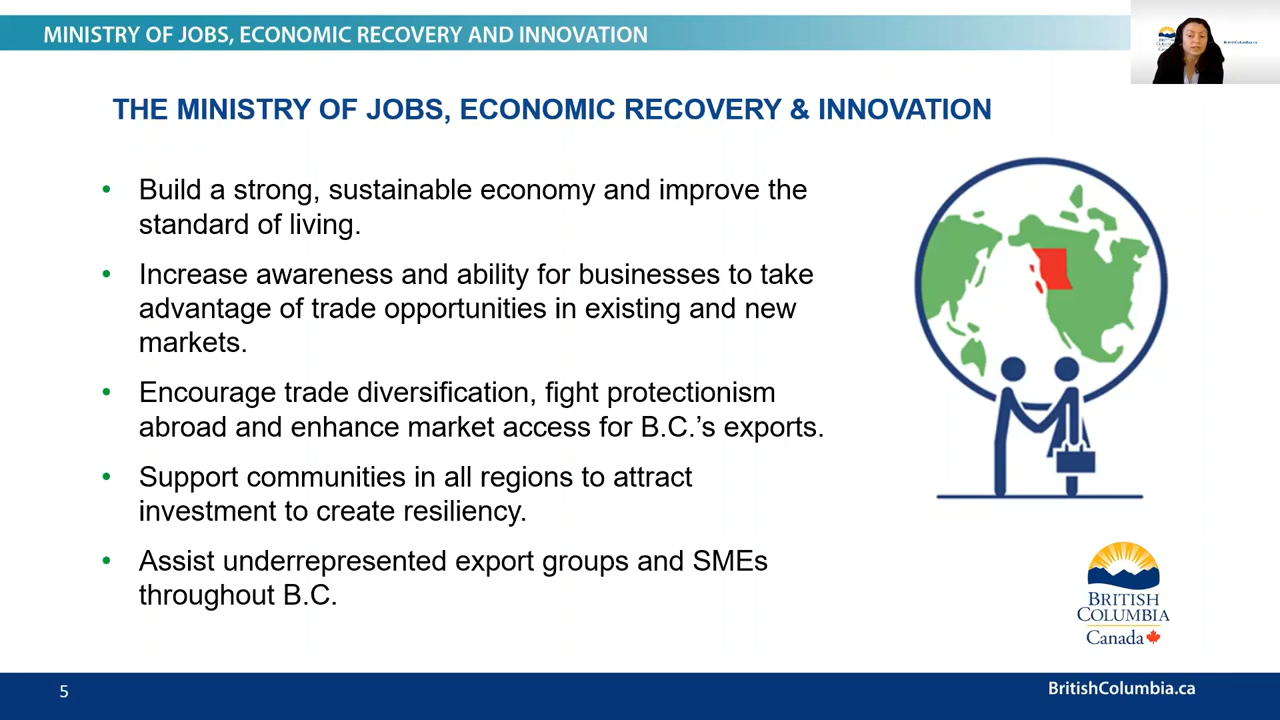 MINISTRY OF JOBS, ECONOMIC RECOVERY AND INNOVATION
BritishColumbia.ca
THE MINISTRY OF JOBS, ECONOMIC RECOVERY & INNOVATION
• Build a strong, sustainable economy and improve the
standard of living.
• Increase awareness and ability for businesses to take
advantage of trade opportunities in existing and new
markets.
• Encourage trade diversification, fight protectionism
abroad and enhance market access for B.C.’s exports.
• Support communities in all regions to attract
investment to create resiliency.
• Assist underrepresented export groups and SMEs
throughout B.C.
BRITISH
COLUMBIA
Canada
5
BritishColumbia.ca